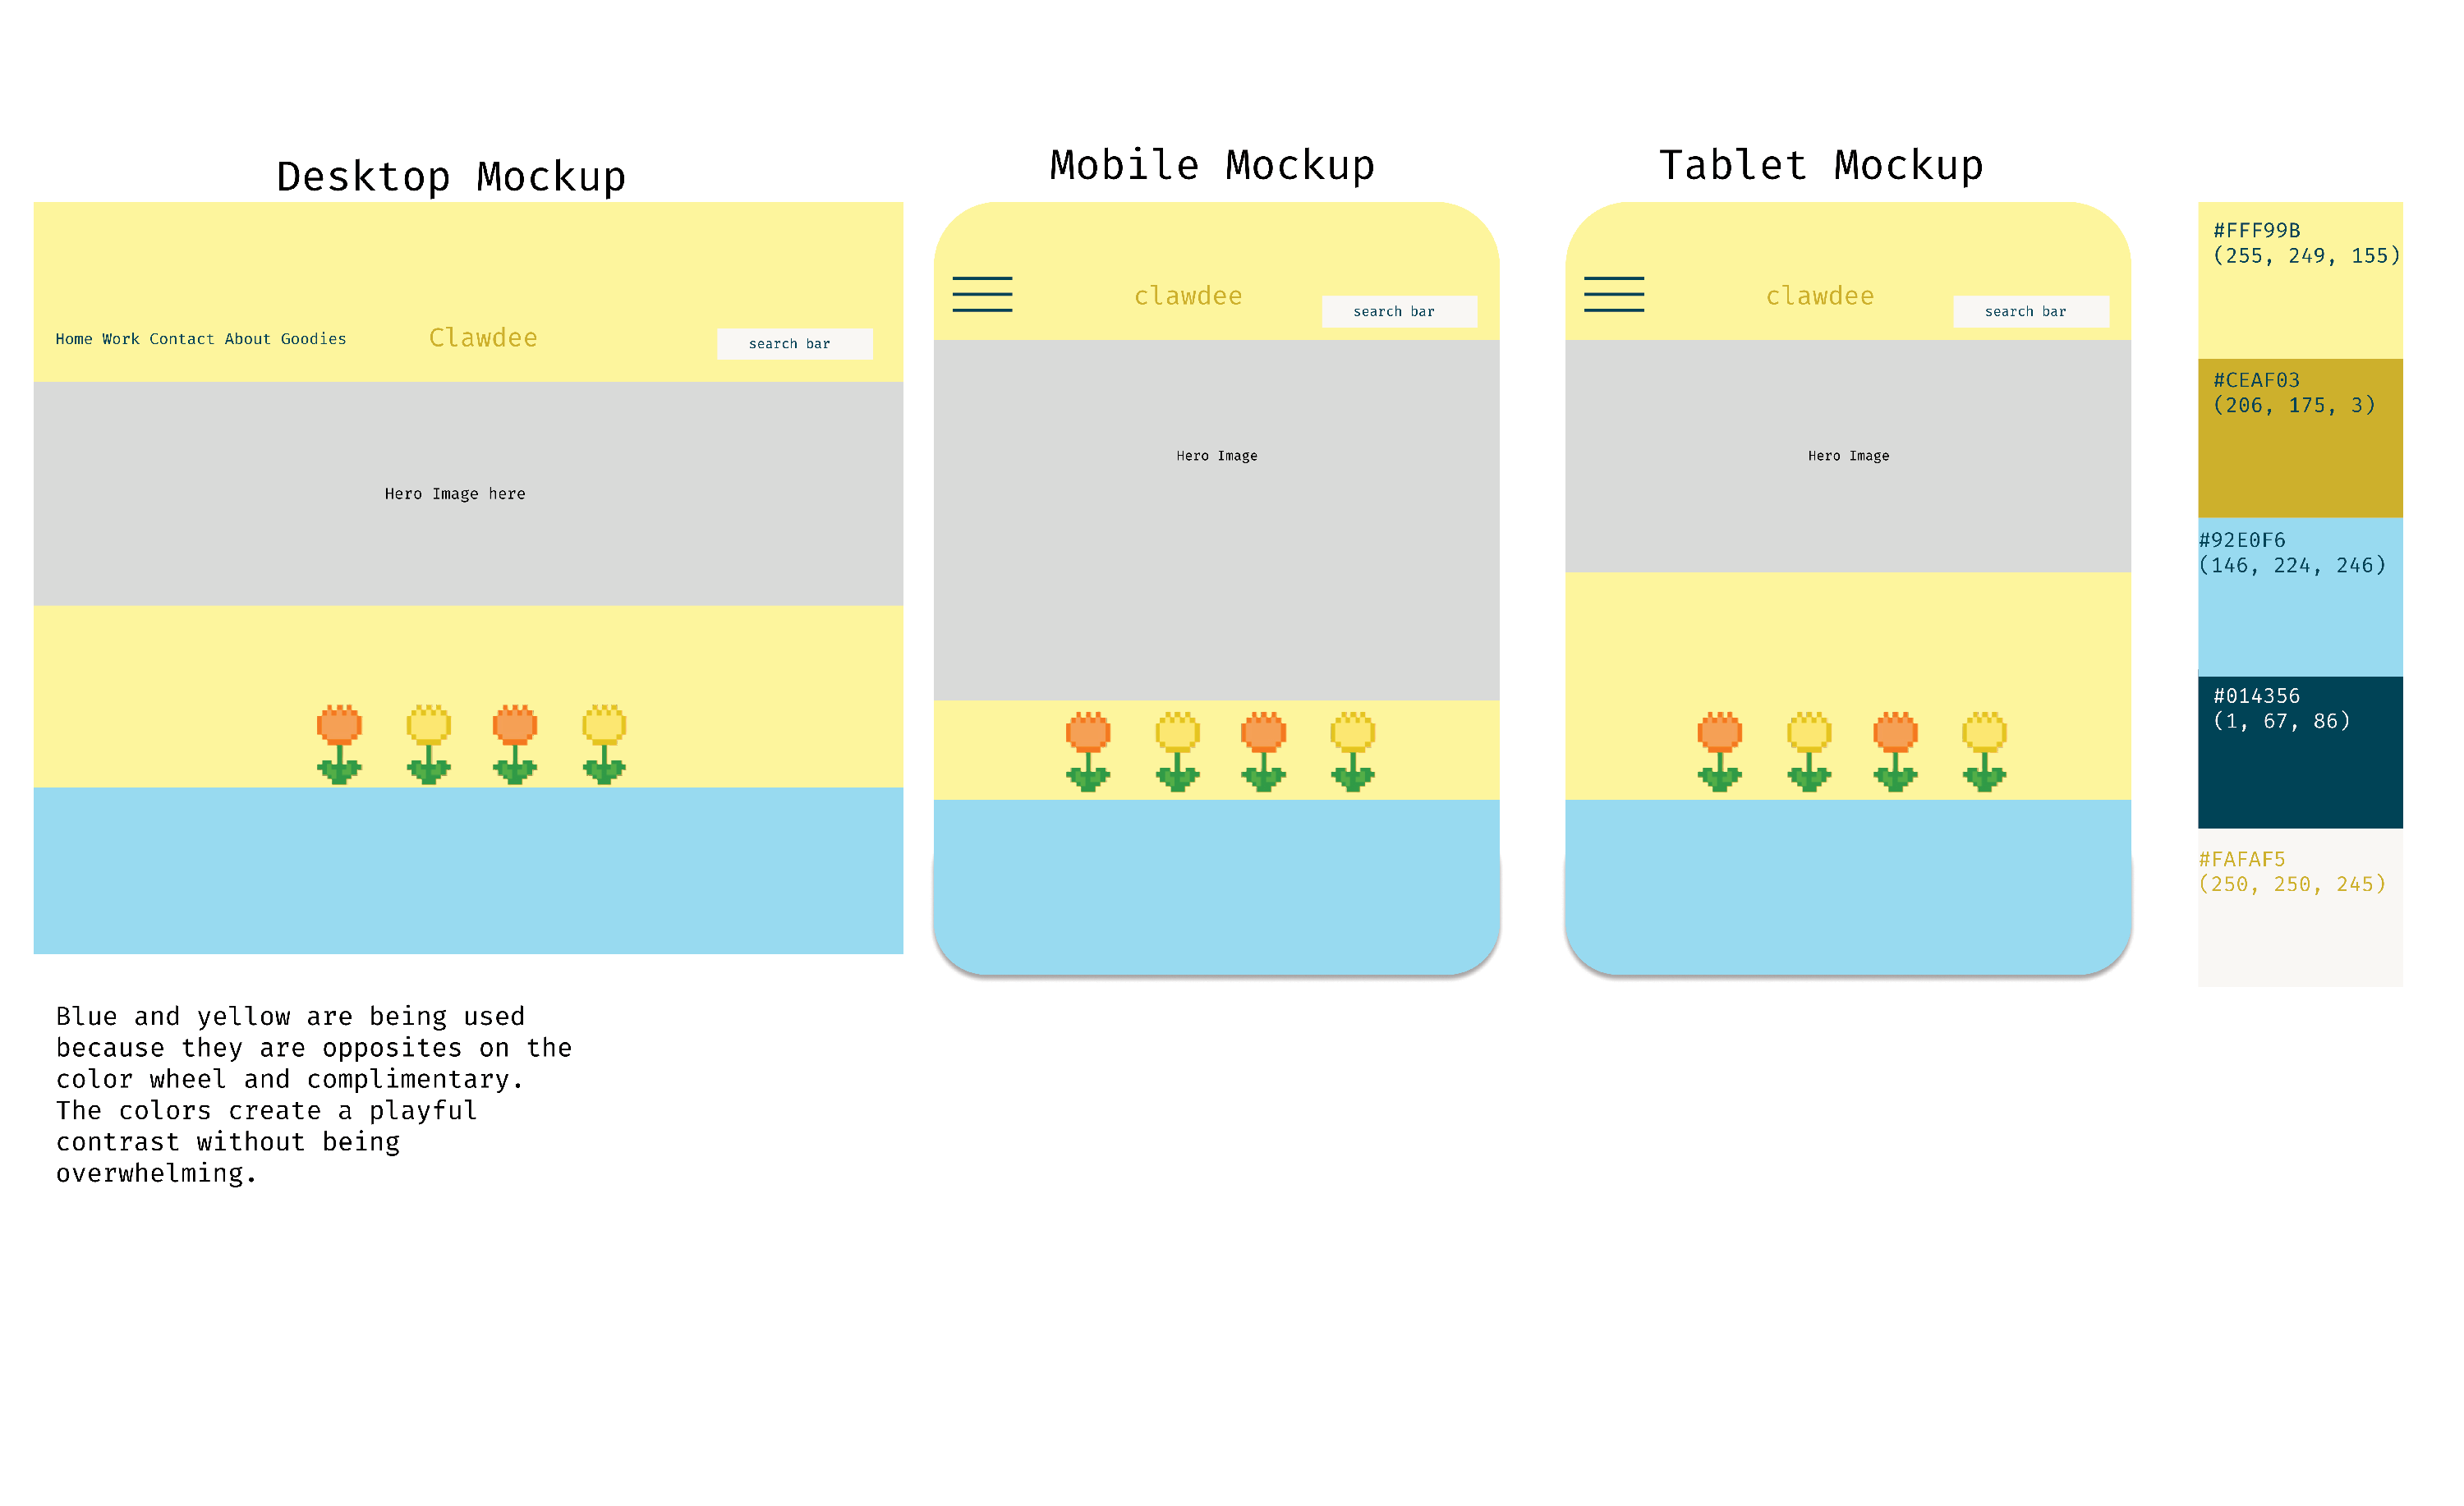 Desktop Mockup
Home Work Contact About Goodies
Clawdee
search bar
Hero Image here
Blue and yellow are being used
because they are opposites on the
color wheel and complimentary.
The colors create a playful
contrast without being
overwhelming.
Mobile Mockup
clawdee
search bar
Hero Image
Tablet Mockup
clawdee
search bar
Hero Image
#FFF99B
(255, 249, 155)
#CEAF03
(206, 175, 3)
#92E0F6
(146, 224, 246)
#014356
(1, 67, 86)
#FAFAF5
(250, 250, 245)